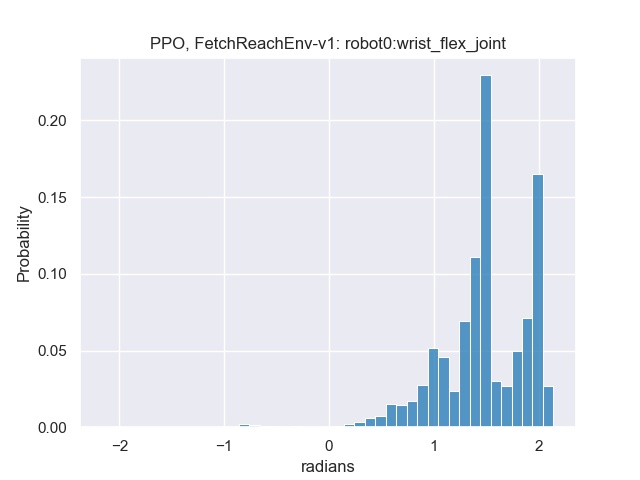 PPO, FetchReachEnv-v1: robot0:wrist_flex_joint
Probability
0.20
0.15
0.10
0.05
0.00
−2 −1 0 1 2
radians